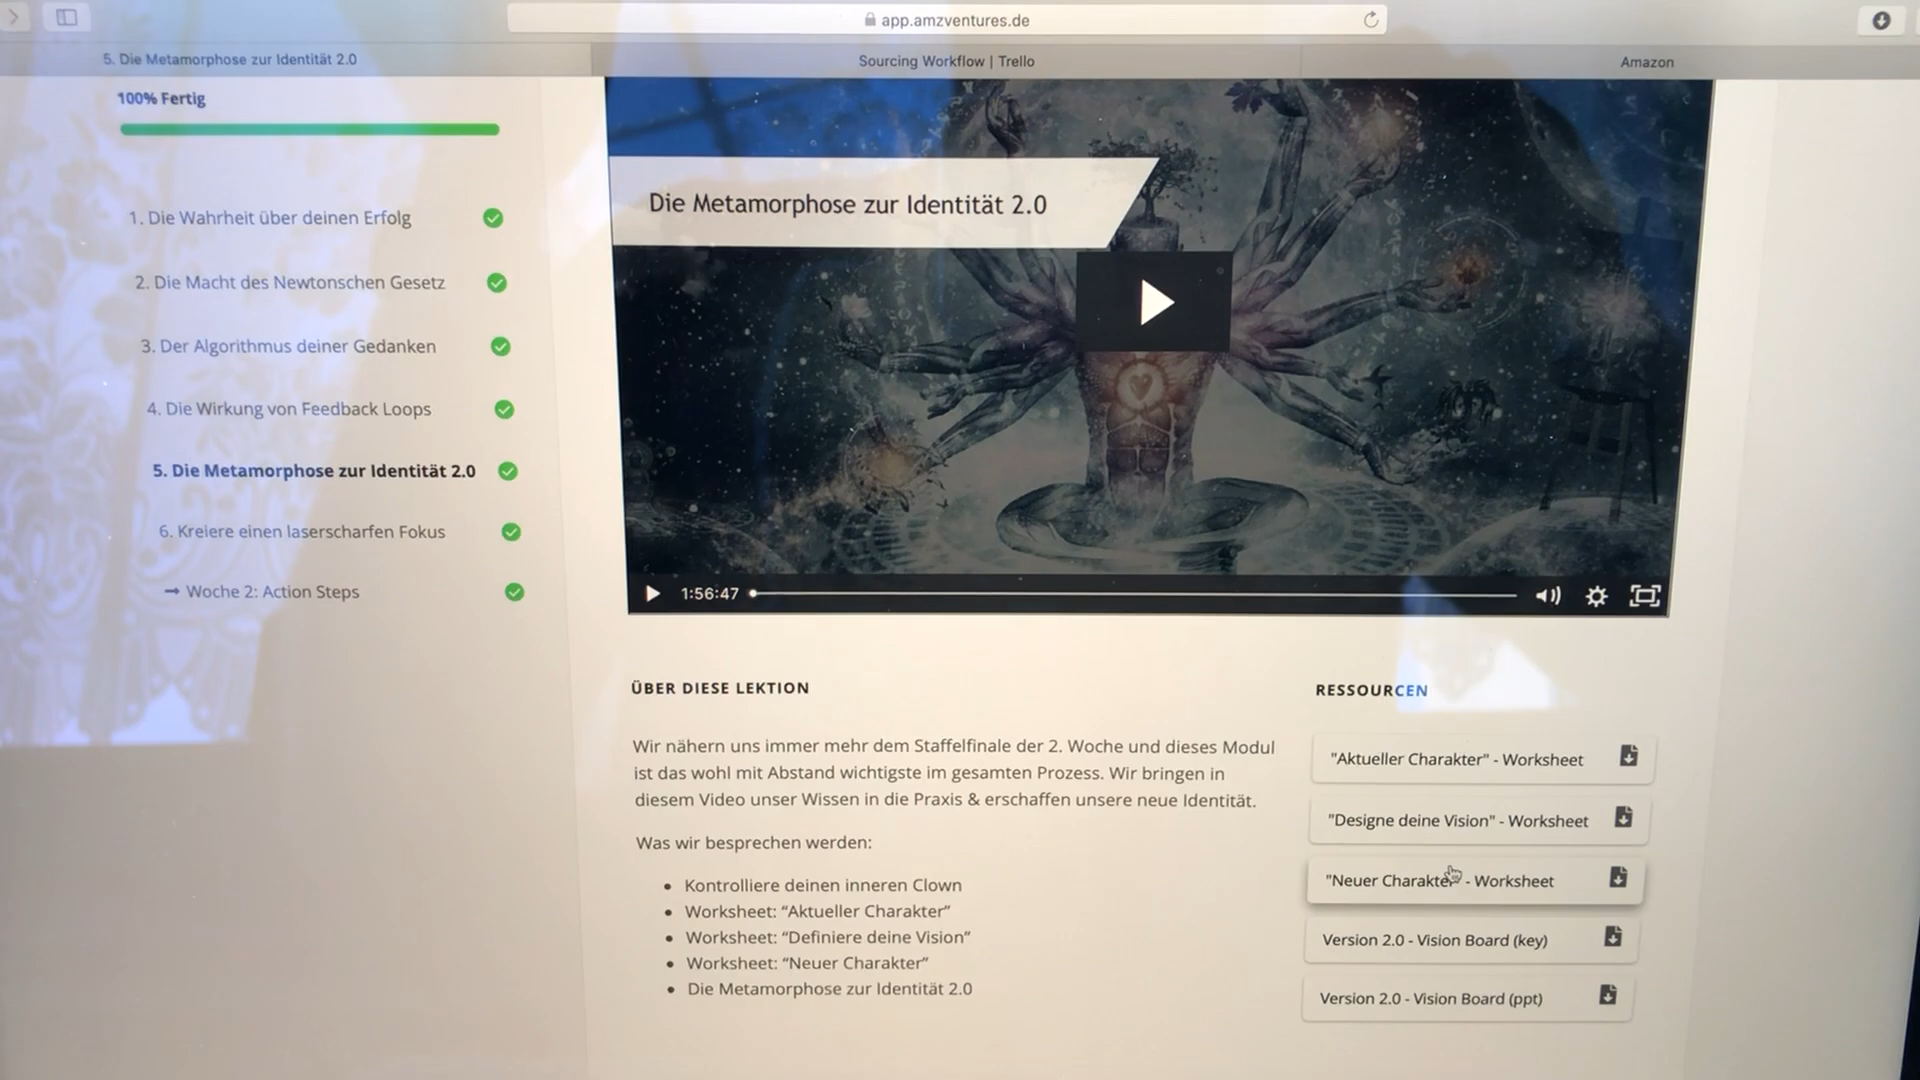 app.amzventures.de
5. Die Metamorphose zur Identität 2.0
Sourcing Workflow | Trello
Amazon
100% Fertig
1. Die Wahrheit über deinen Erfolg
2. Die Macht des Newtonschen Gesetz
3. Der Algorithmus deiner Gedanken
4. Die Wirkung von Feedback Loops
5. Die Metamorphose zur Identität 2.0
6. Kreiere einen laserscharfen Fokus
➞ Woche 2: Action Steps
Die Metamorphose zur Identität 2.0
1:56:47
ÜBER DIESE LEKTION
Wir nähern uns immer mehr dem Staffelfinale der 2. Woche und dieses Modul
ist das wohl mit Abstand wichtigste im gesamten Prozess. Wir bringen in
diesem Video unser Wissen in die Praxis & erschaffen unsere neue Identität.
Was wir besprechen werden:
• Kontrolliere deinen inneren Clown
• Worksheet: “Aktueller Charakter”
• Worksheet: “Definiere deine Vision”
• Worksheet: “Neuer Charakter”
• Die Metamorphose zur Identität 2.0
RESSOURCEN
"Aktueller Charakter" - Worksheet
"Designe deine Vision" - Worksheet
"Neuer Charakter" - Worksheet
Version 2.0 - Vision Board (key)
Version 2.0 - Vision Board (ppt)